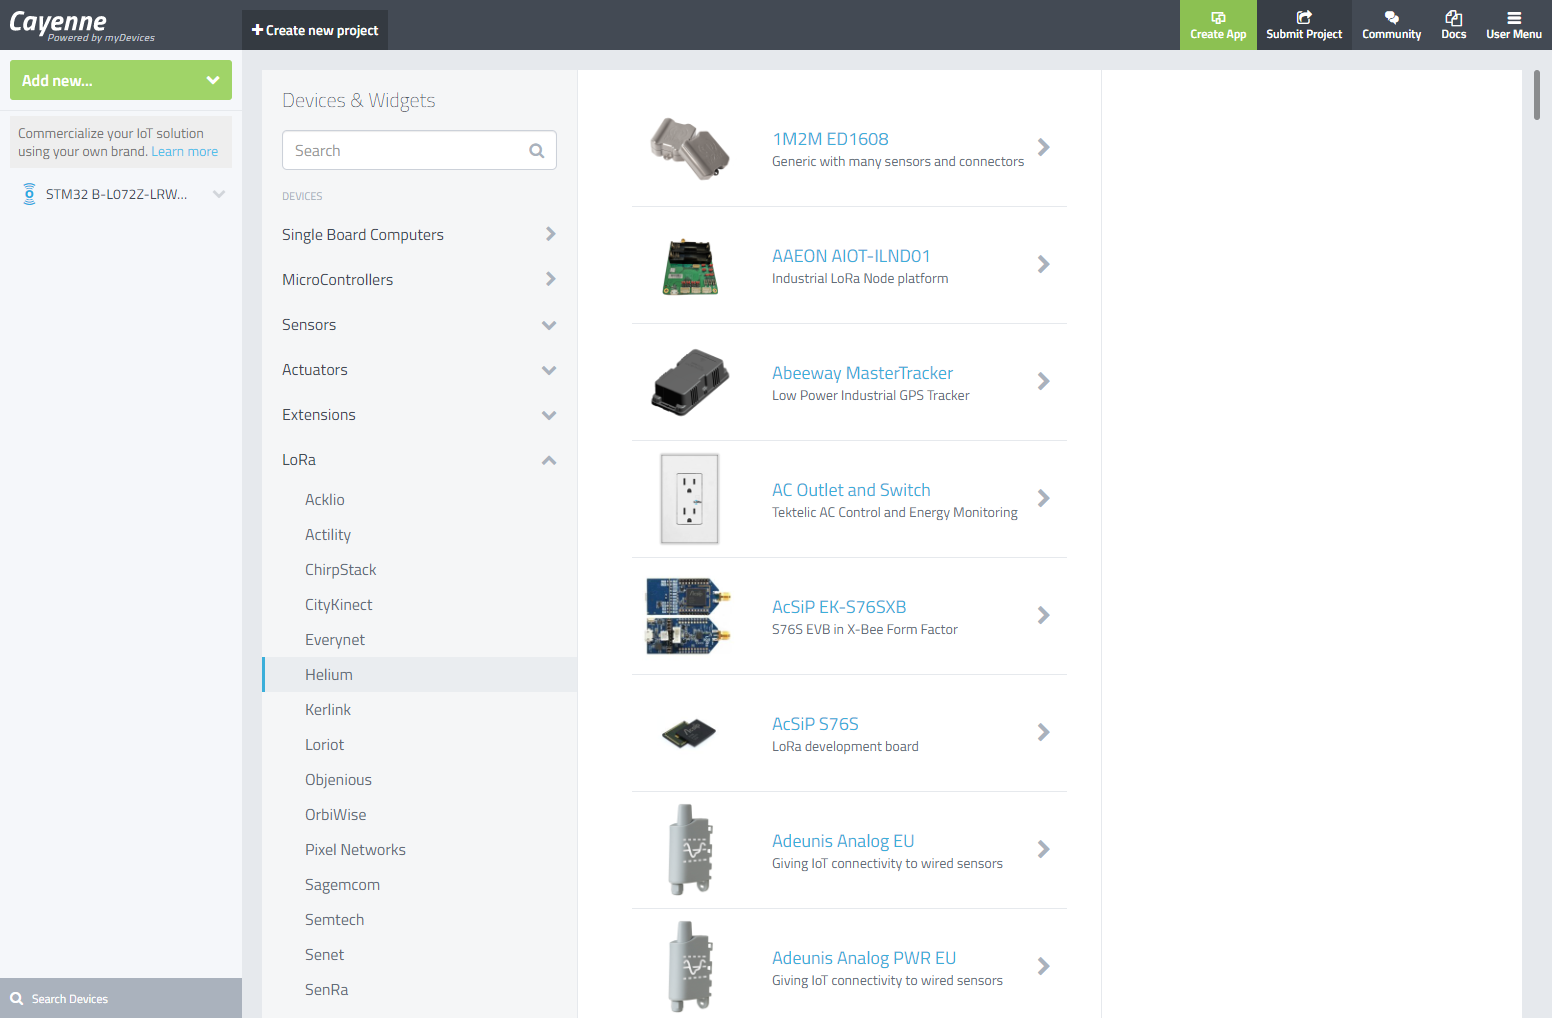 Cayenne
Powered by myDevices
Create new project
Create App
Submit Project
Community
Docs
User Menu
Add new...
Commercialize your IoT solution
using your own brand. Learn more
STM32 B-L072Z-LRW...
Search Devices
Devices & Widgets
Search
DEVICES
Single Board Computers
MicroControllers
Sensors
Actuators
Extensions
LoRa
Acklio
Actility
ChirpStack
CityKinect
Everynet
Helium
Kerlink
Loriot
Objenious
OrbiWise
Pixel Networks
Sagemcom
Semtech
Senet
SenRa
1M2M ED1608
Generic with many sensors and connectors
AAEON AIOT-ILND01
Industrial LoRa Node platform
Abeeway MasterTracker
Low Power Industrial GPS Tracker
AC Outlet and Switch
Tektelic AC Control and Energy Monitoring
AcSiP EK-S76SXB
S76S EVB in X-Bee Form Factor
AcSiP S76S
LoRa development board
Adeunis Analog EU
Giving IoT connectivity to wired sensors
Adeunis Analog PWR EU
Giving IoT connectivity to wired sensors